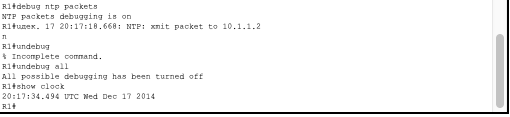 R1#debug ntp packets
NTP packets debugging is on
R1#цдек. 17 20:17:18.668: NTP: xmit packet to 10.1.1.2
n
R1#undebug
% Incomplete command.
R1#undebug all
All possible debugging has been turned off
R1#show clock
20:17:34.494 UTC Wed Dec 17 2014
R1#